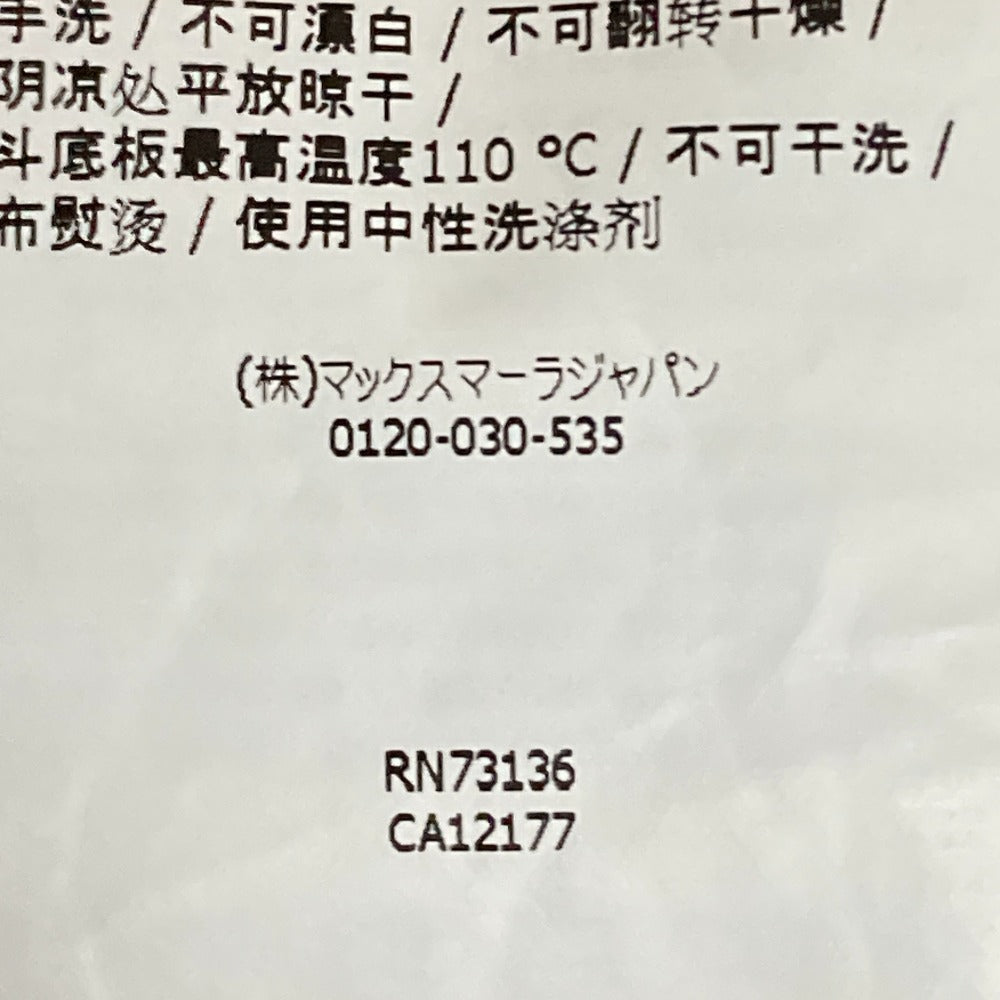 手洗 / 不可漂白 / 不可翻转干燥 /
阴凉处平放晾干 /
斗底板最高温度110 °C / 不可干洗 /
布熨烫 / 使用中性洗涤剂
(株)マックスマーラジャパン
0120-030-535
RN73136
CA12177